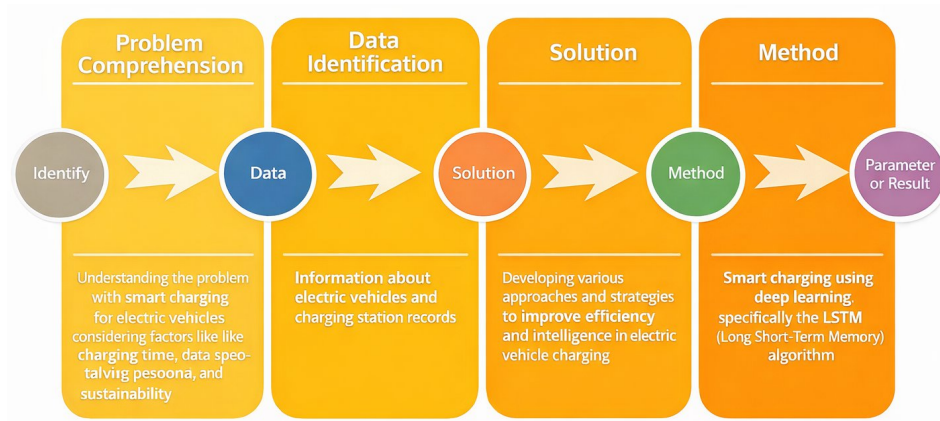 Problem
Comprehension
Data
Identification
Solution
Method
Identify
Data
Solution
Method
Parameter
or Result
Understanding the problem
with smart charging
for electric vehicles
considering factors like like
charging time, data speo-
talving pesoona, and
sustainability
Information about
electric vehicles and
charging station records
Developing various
approaches and strategies
to improve efficiency
and intelligence in electric
vehicle charging
Smart charging using
deep learning,
specifically the LSTM
(Long Short-Term Memory)
algorithm